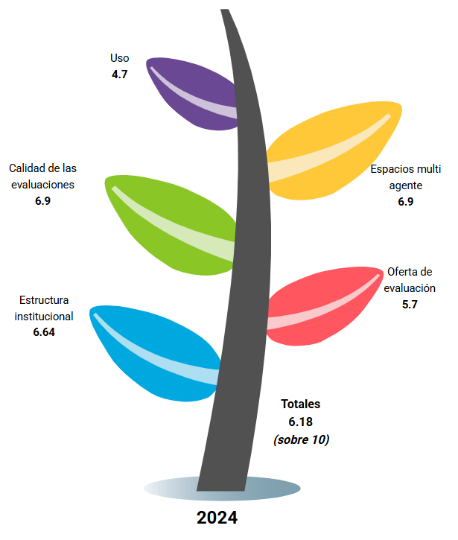 Uso
4.7
Calidad de las
evaluaciones
6.9
Espacios multi
agente
6.9
Oferta de
evaluación
5.7
Estructura
institucional
6.64
Totales
6.18
(sobre 10)
2024